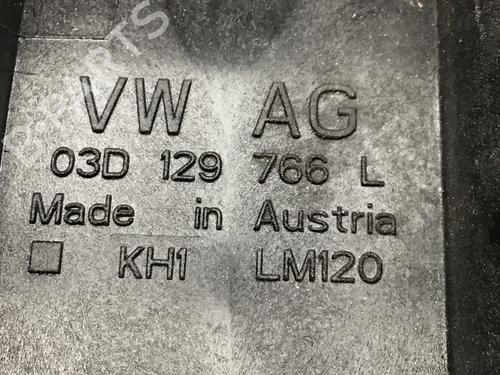 VW AG
03D 129 766 L
Made in Austria
KH1 LM120